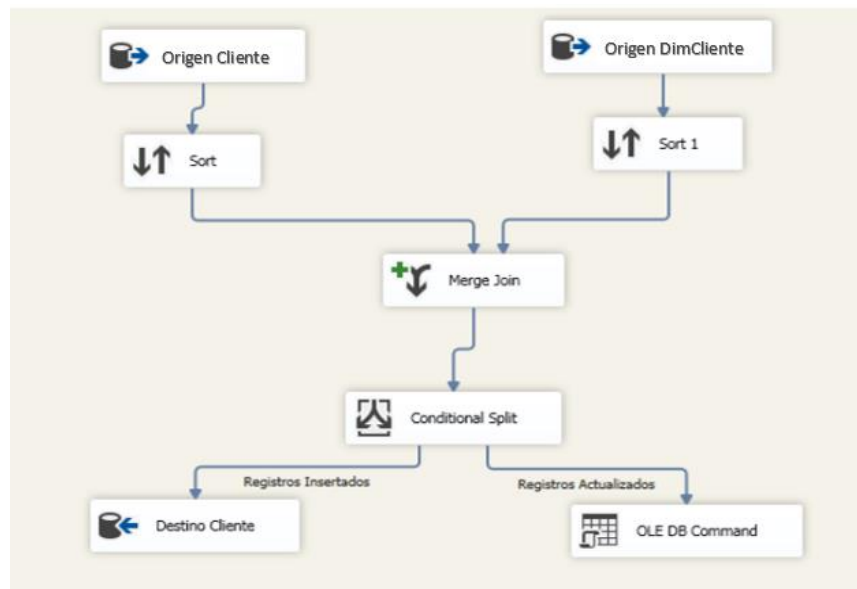 Origen Cliente
Origen DimCliente
Sort
Sort 1
Merge Join
Conditional Split
Registros Insertados
Registros Actualizados
Destino Cliente
OLE DB Command